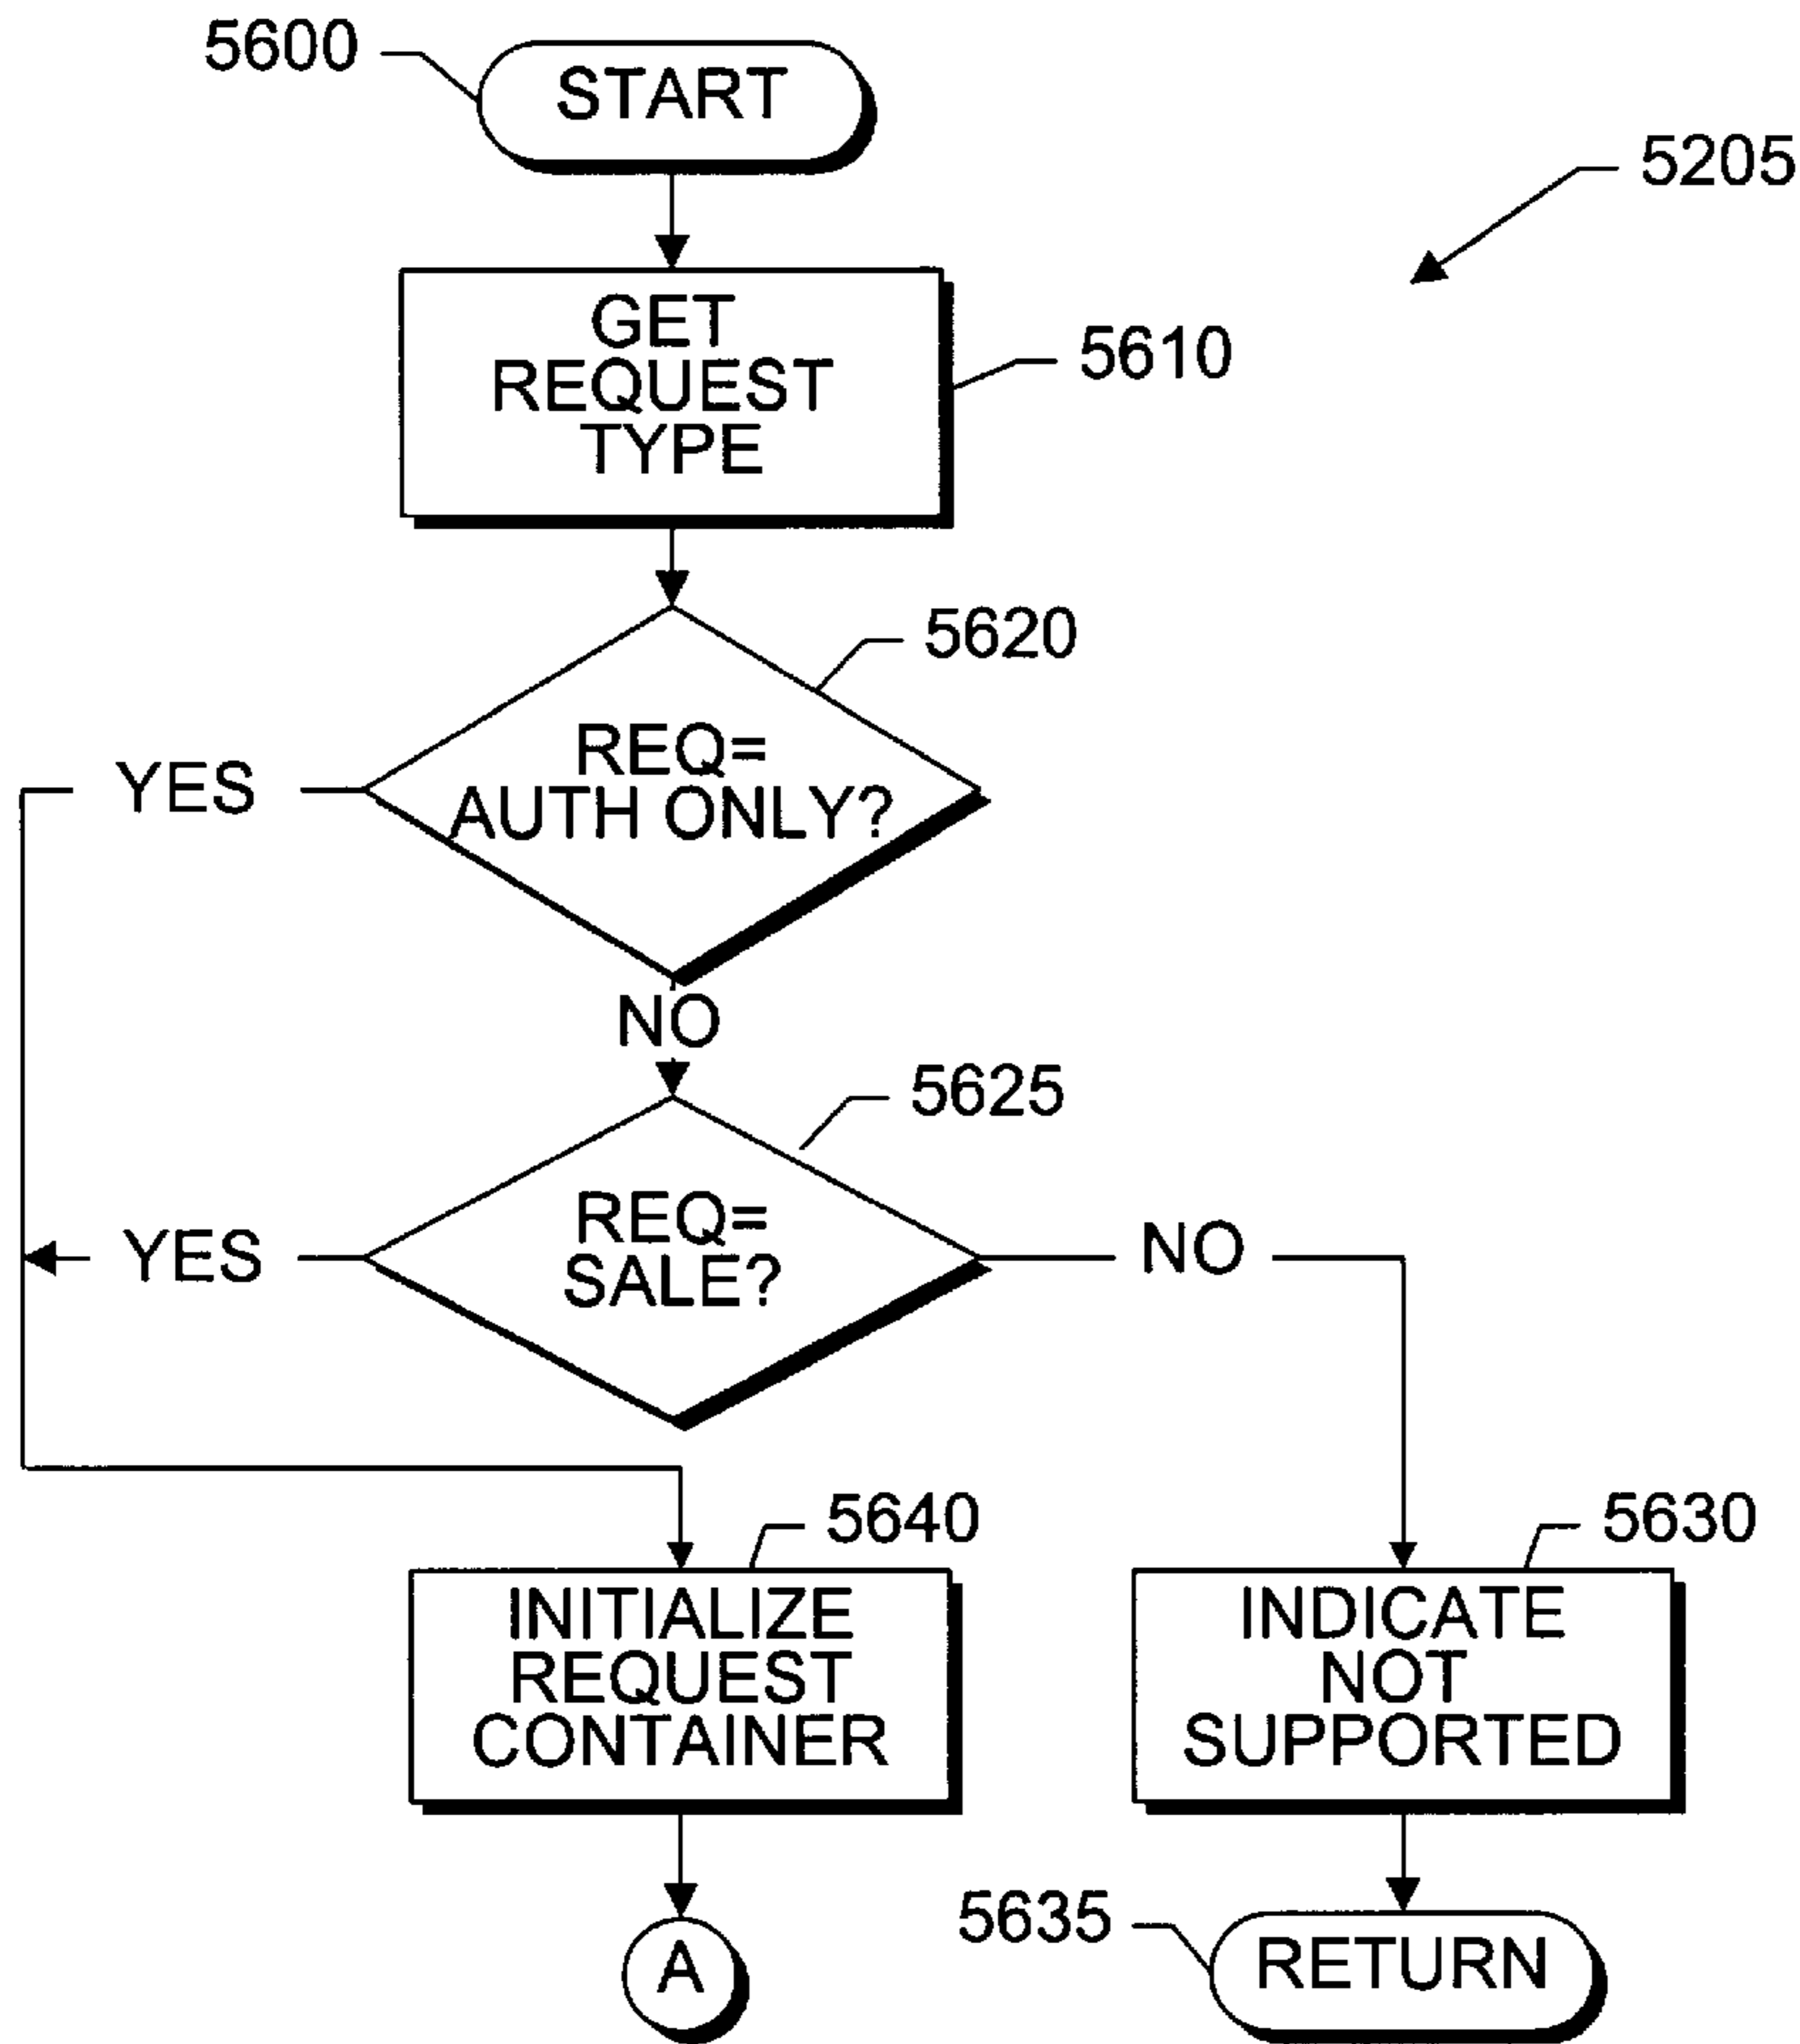 5600
START
5205
GET
REQUEST
TYPE
5610
5620
REQ=
AUTH ONLY?
YES
NO
5625
REQ=
SALE?
YES
NO
5640
INITIALIZE
REQUEST
CONTAINER
5630
INDICATE
NOT
SUPPORTED
A
5635
RETURN